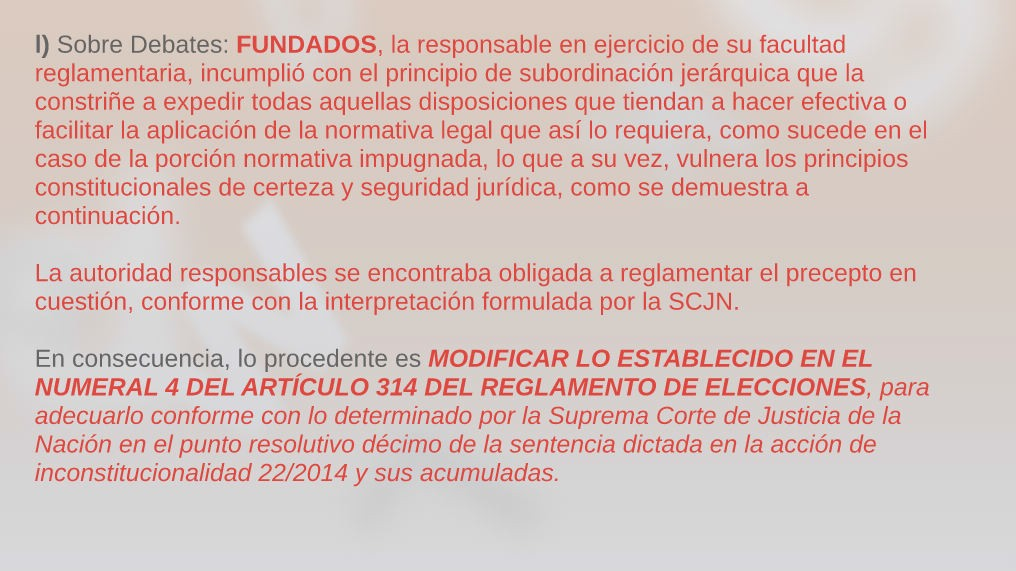 l) Sobre Debates: FUNDADOS, la responsable en ejercicio de su facultad
reglamentaria, incumplió con el principio de subordinación jerárquica que la
constriñe a expedir todas aquellas disposiciones que tiendan a hacer efectiva o
facilitar la aplicación de la normativa legal que así lo requiera, como sucede en el
caso de la porción normativa impugnada, lo que a su vez, vulnera los principios
constitucionales de certeza y seguridad jurídica, como se demuestra a
continuación.
La autoridad responsables se encontraba obligada a reglamentar el precepto en
cuestión, conforme con la interpretación formulada por la SCJN.
En consecuencia, lo procedente es MODIFICAR LO ESTABLECIDO EN EL
NUMERAL 4 DEL ARTÍCULO 314 DEL REGLAMENTO DE ELECCIONES, para
adecuarlo conforme con lo determinado por la Suprema Corte de Justicia de la
Nación en el punto resolutivo décimo de la sentencia dictada en la acción de
inconstitucionalidad 22/2014 y sus acumuladas.